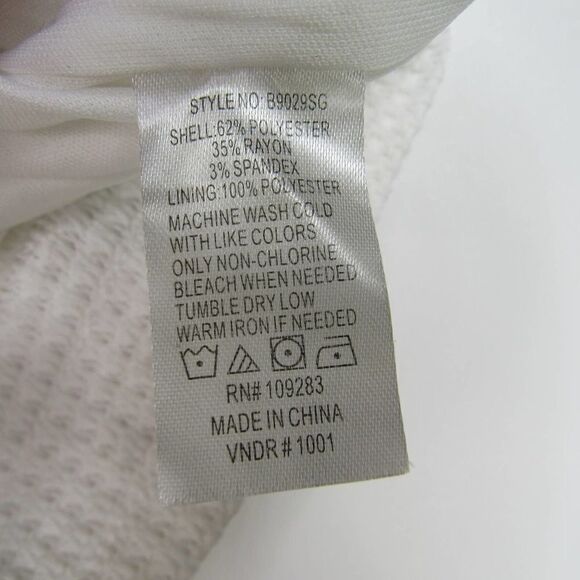 STYLE NO: B9029SG
SHELL:62% POLYESTER
35% RAYON
3% SPANDEX
LINING:100% POLYESTER
MACHINE WASH COLD
WITH LIKE COLORS
ONLY NON-CHLORINE
BLEACH WHEN NEEDED
TUMBLE DRY LOW
WARM IRON IF NEEDED
RN# 109283
MADE IN CHINA
VNDR # 1001